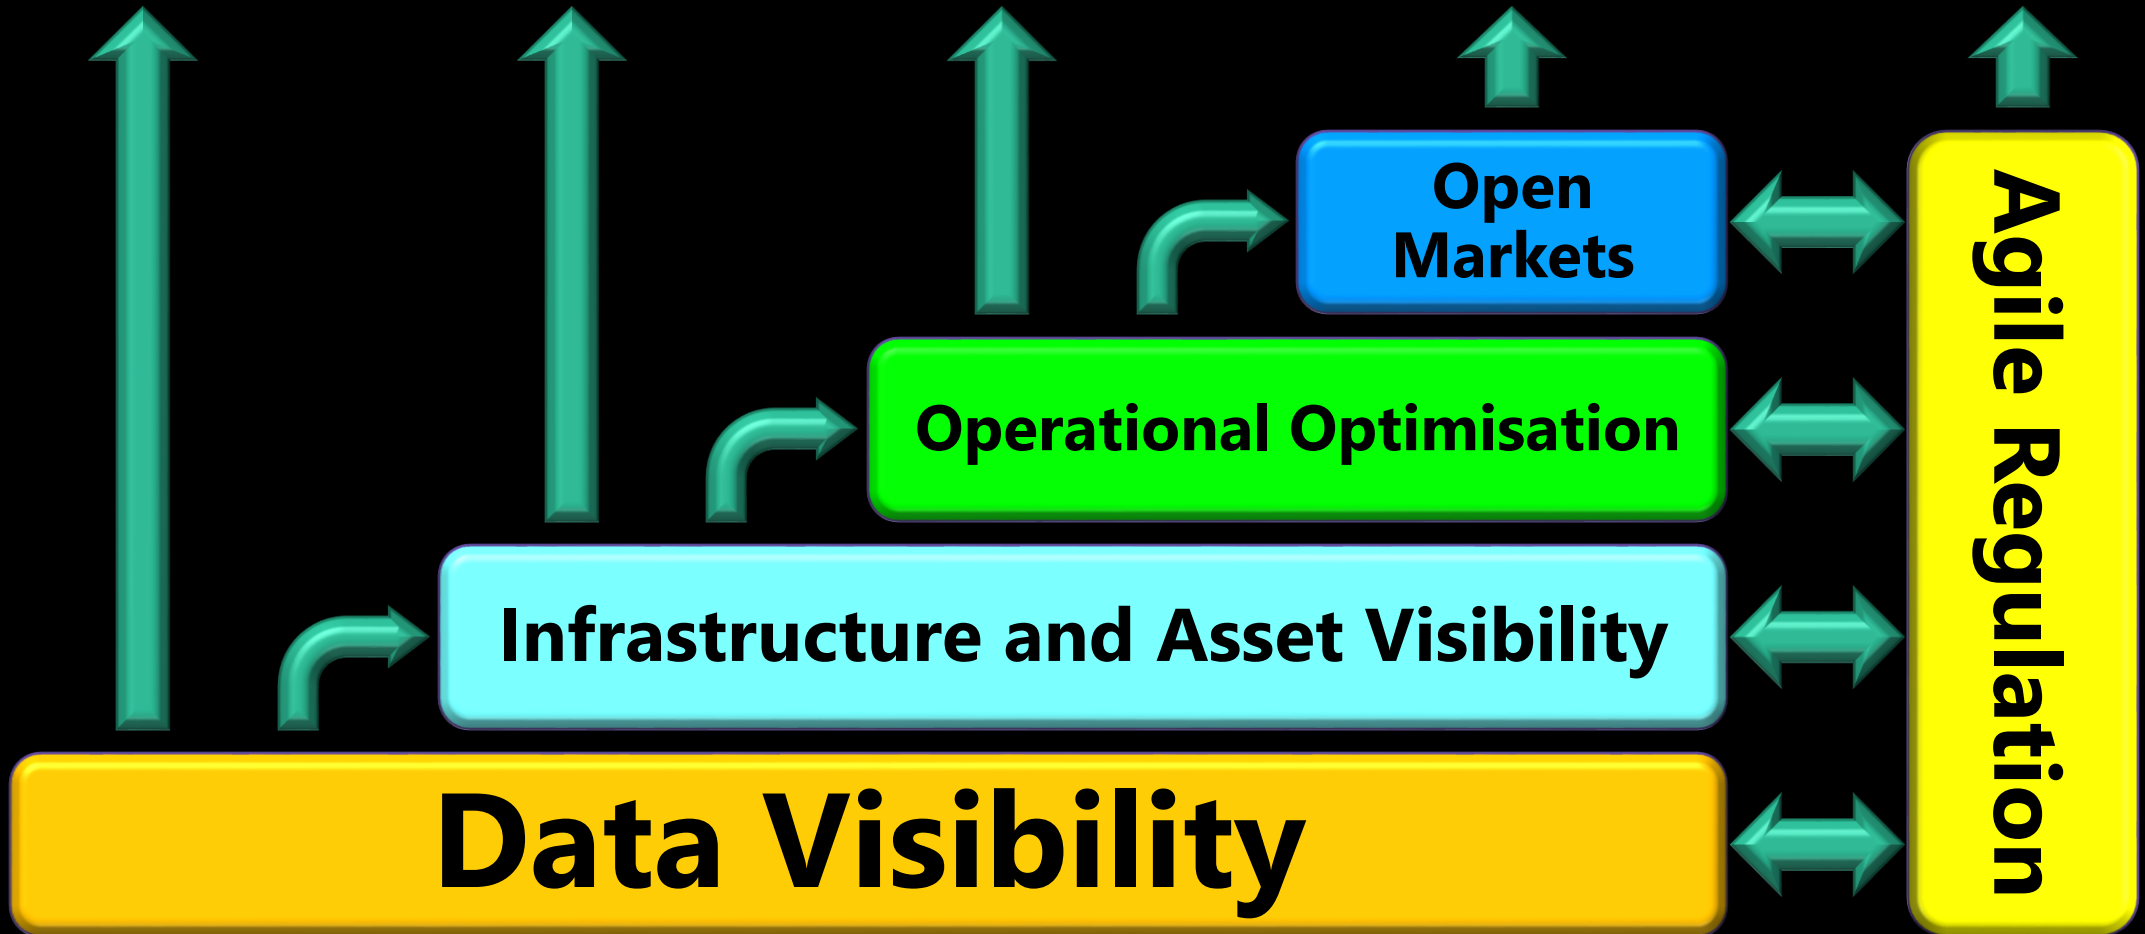 Open
Markets
Operational Optimisation
Infrastructure and Asset Visibility
Data Visibility
Agile Regulation